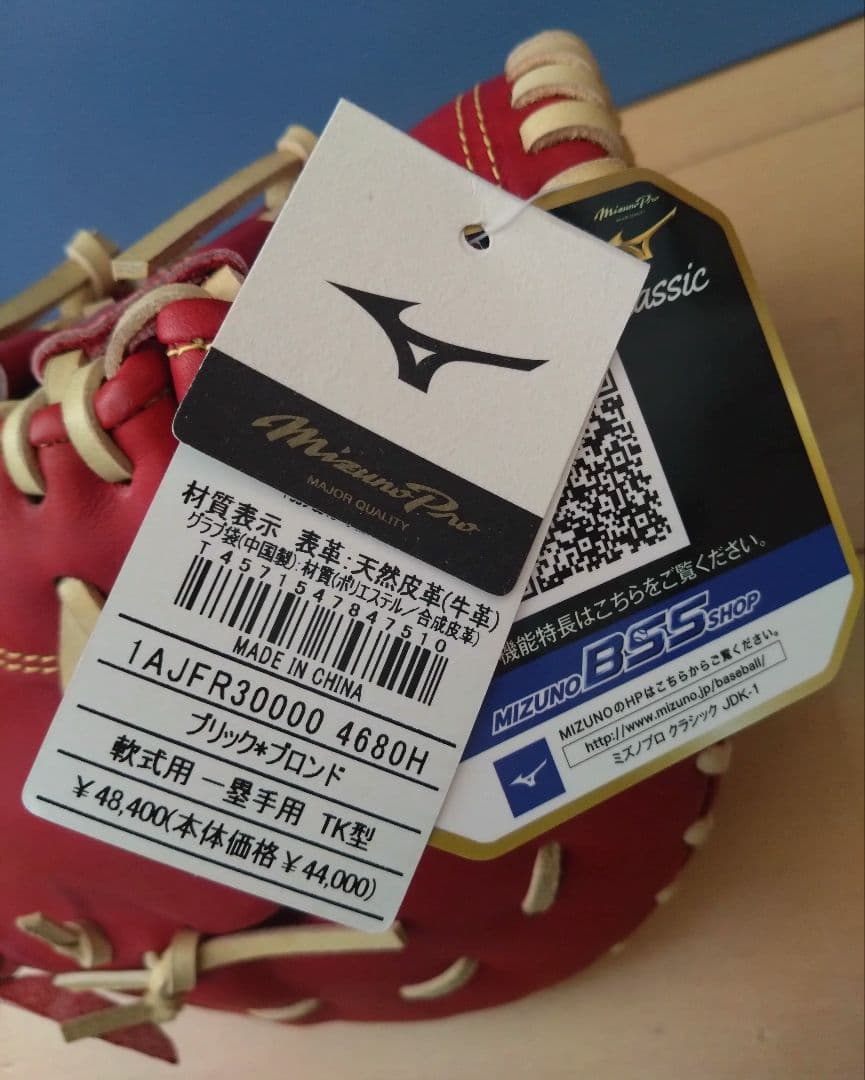 Mizuno Pro
MAJOR QUALITY
材質表示 表革:天然皮革(牛革)
グラブ袋(中国製):材質(ポリエステル/合成皮革)
T 4571547847510
MADE IN CHINA
1AJFR30000 4680H
ブリック*ブロンド
軟式用 一塁手用 TK型
¥48,400(本体価格¥44,000)
Mizuno Pro
assic
機能特長はこちらをご覧ください。
MIZUNO BSS SHOP
MIZUNOのHPはこちらからご覧ください。
http://www.mizuno.jp/baseball/
ミズノプロ クラシック JDK-1